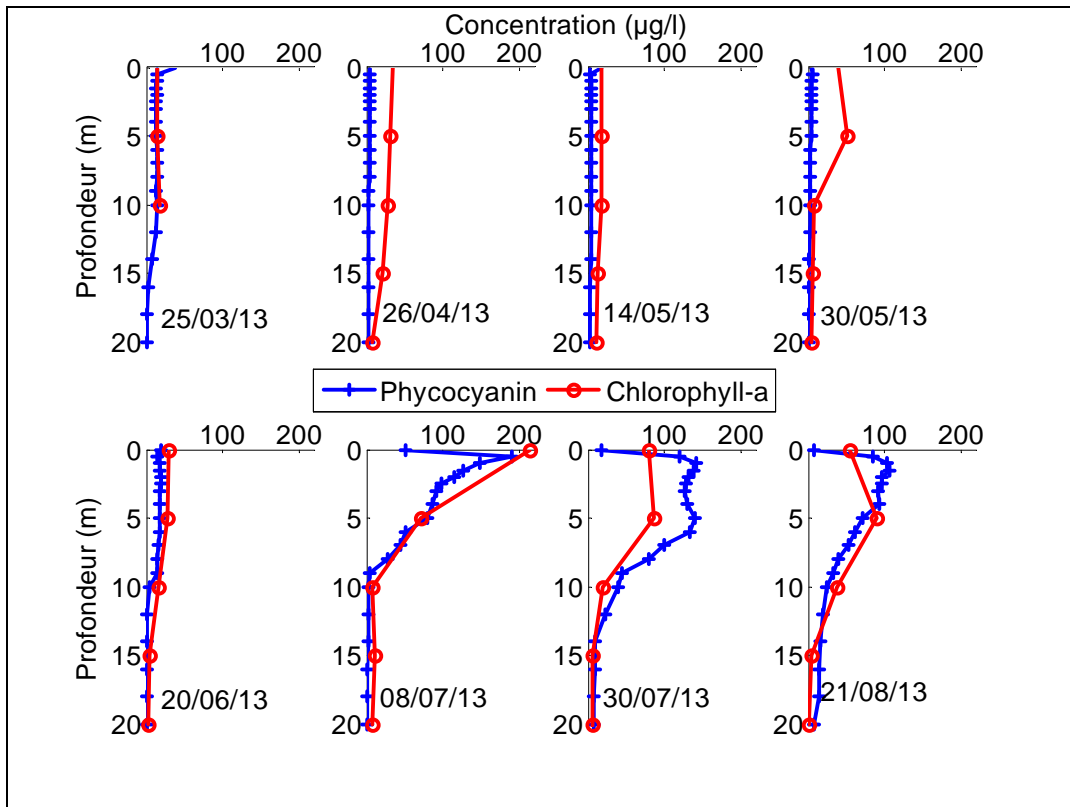 Concentration (µg/l)
100 200 100 200 100 200 100 200
0 0 0 0
5 5 5 5
10 10 10 10
15 15 15 15
20 20 20 20
Profondeur (m)
25/03/13 26/04/13 14/05/13 30/05/13
Phycocyanin Chlorophyll-a
100 200 100 200 100 200 100 200
0 0 0 0
5 5 5 5
10 10 10 10
15 15 15 15
20 20 20 20
Profondeur (m)
20/06/13 08/07/13 30/07/13 21/08/13